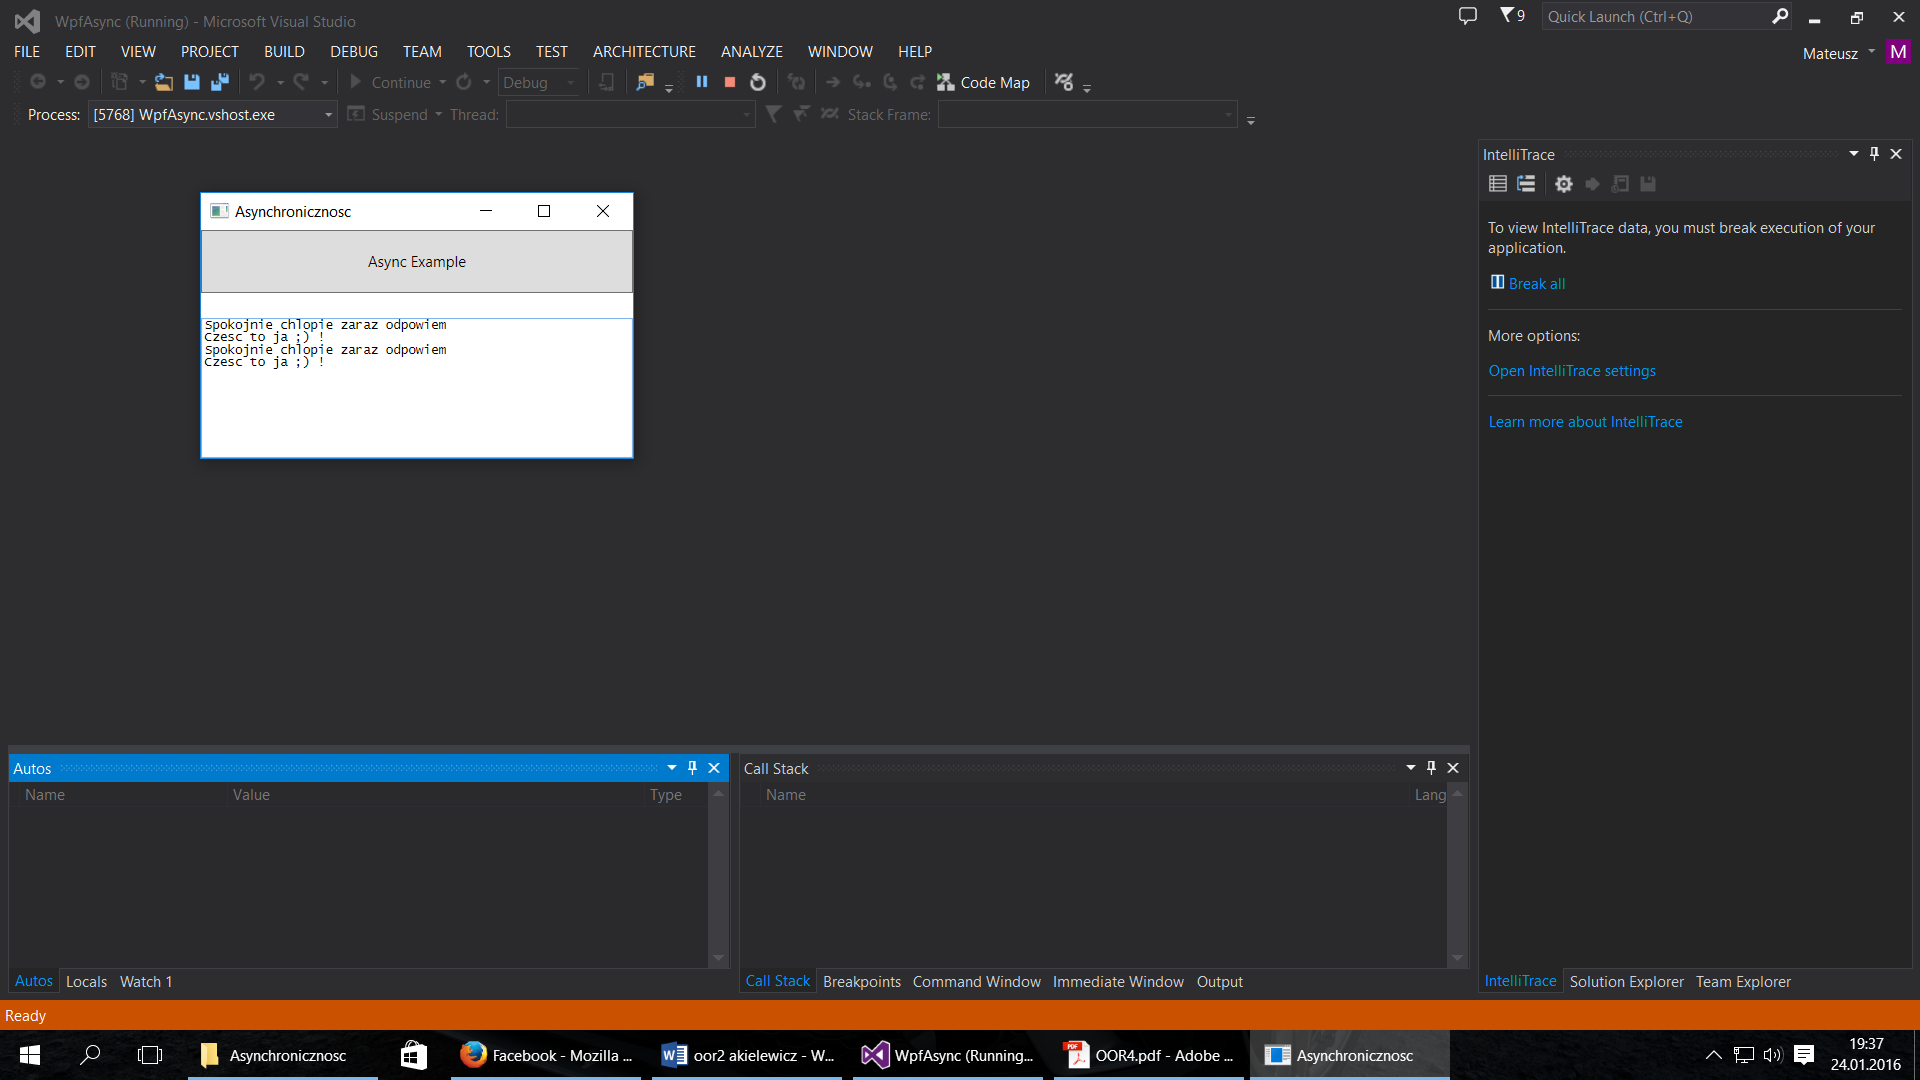 WpfAsync (Running) - Microsoft Visual Studio
9
Quick Launch (Ctrl+Q)
FILE EDIT VIEW PROJECT BUILD DEBUG TEAM TOOLS TEST ARCHITECTURE ANALYZE WINDOW HELP
Mateusz M
Continue Debug Code Map
Process: [5768] WpfAsync.vshost.exe Suspend Thread: Stack Frame:
IntelliTrace
To view IntelliTrace data, you must break execution of your
application.
Break all
More options:
Open IntelliTrace settings
Learn more about IntelliTrace
Asynchronicznosc
Async Example
Spokojnie chlopie zaraz odpowiem
Czesc to ja ;) !
Spokojnie chlopie zaraz odpowiem
Czesc to ja ;) !
Autos
Name Value Type
Call Stack
Name Lang
Autos Locals Watch 1
Call Stack Breakpoints Command Window Immediate Window Output
IntelliTrace Solution Explorer Team Explorer
Ready
Asynchronicznosc
Facebook - Mozilla ...
oor2 akielewicz - W...
WpfAsync (Running...
OOR4.pdf - Adobe ...
Asynchronicznosc
19:37
24.01.2016